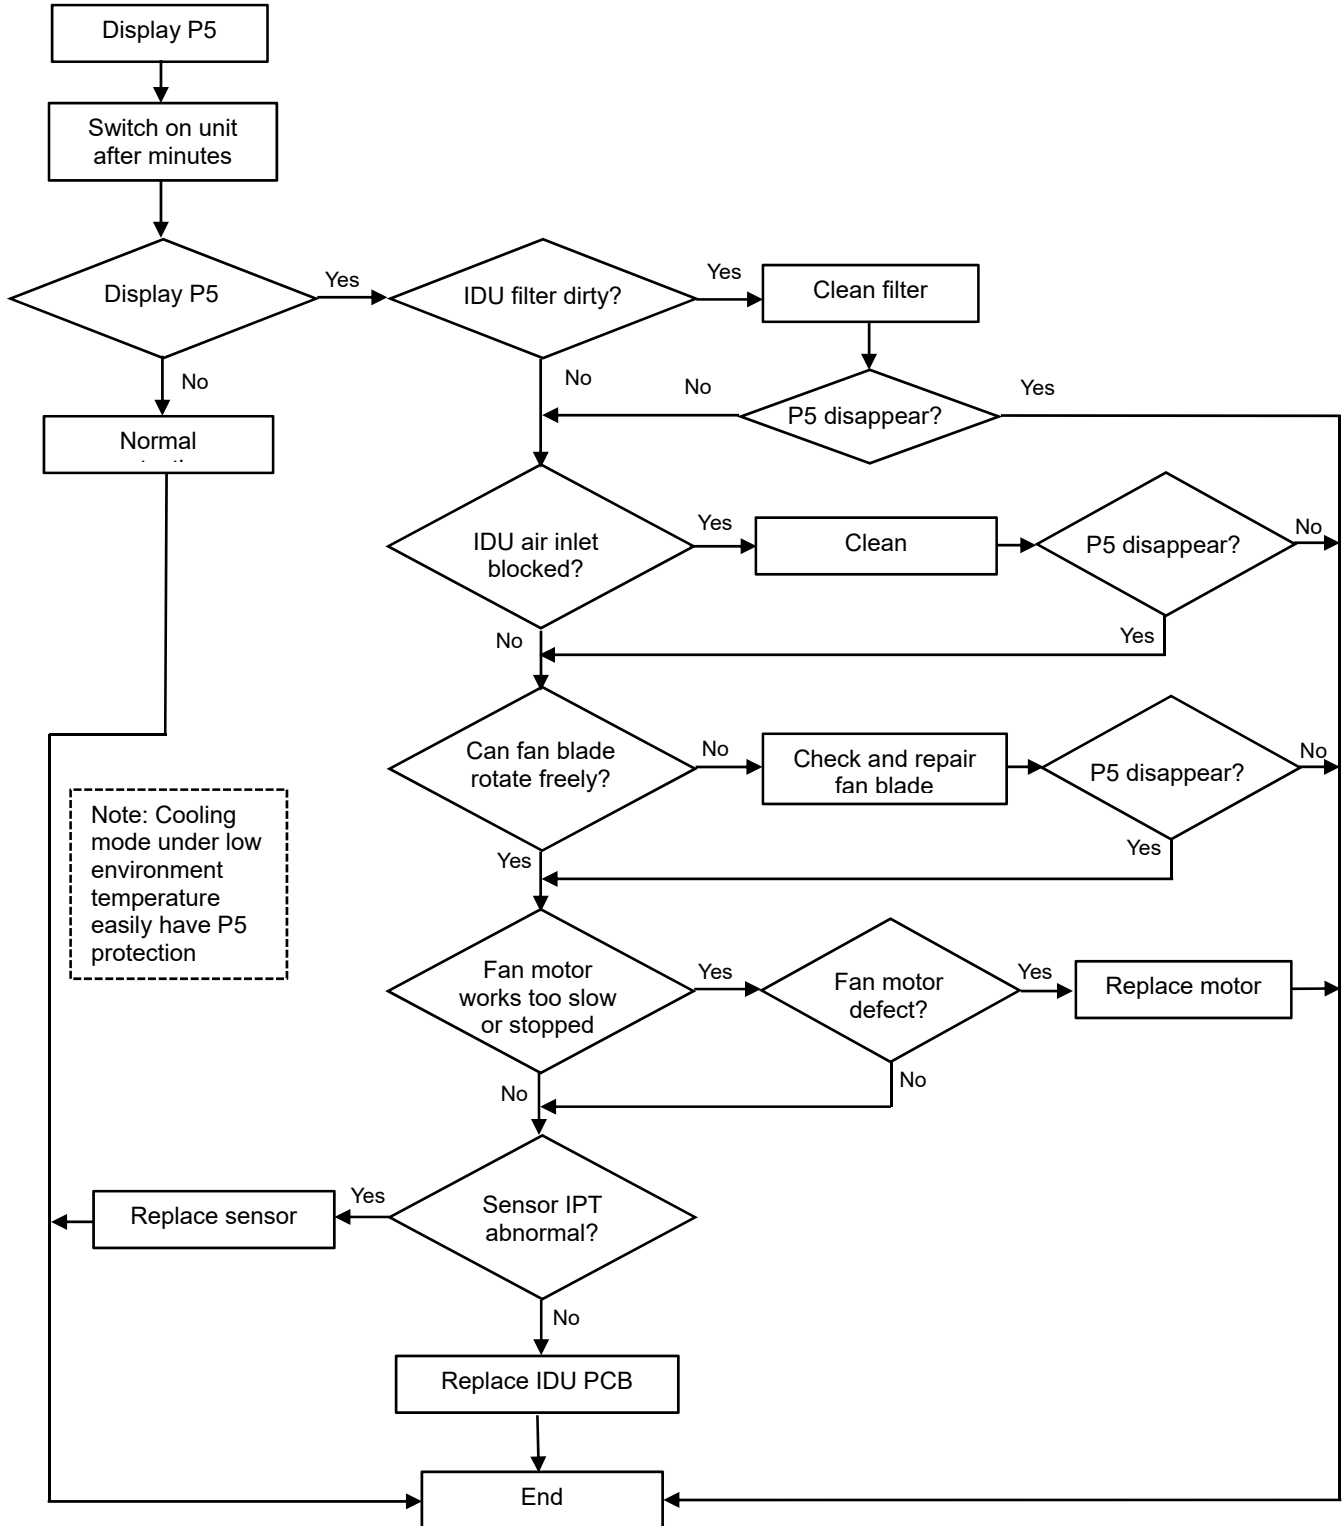 Display P5
Switch on unit
after minutes
Display P5
Yes
IDU filter dirty?
Yes
Clean filter
No
No
No
P5 disappear?
Yes
Normal
IDU air inlet
blocked?
Yes
Clean
P5 disappear?
No
No
Yes
Can fan blade
rotate freely?
No
Check and repair
fan blade
P5 disappear?
No
Yes
Yes
Note: Cooling
mode under low
environment
temperature
easily have P5
protection
Fan motor
works too slow
or stopped
Yes
Fan motor
defect?
Yes
Replace motor
No
No
Sensor IPT
abnormal?
Yes
Replace sensor
No
Replace IDU PCB
End